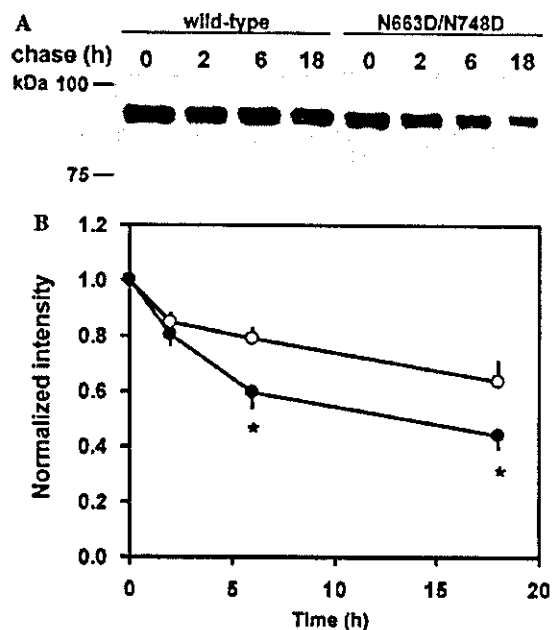 A
wild-type N663D/N748D
chase (h) 0 2 6 18 0 2 6 18
kDa 100
75
B
1.2
1.0
0.8
0.6
0.4
0.2
0.0
Normalized intensity
* *
0 5 10 15 20
Time (h)